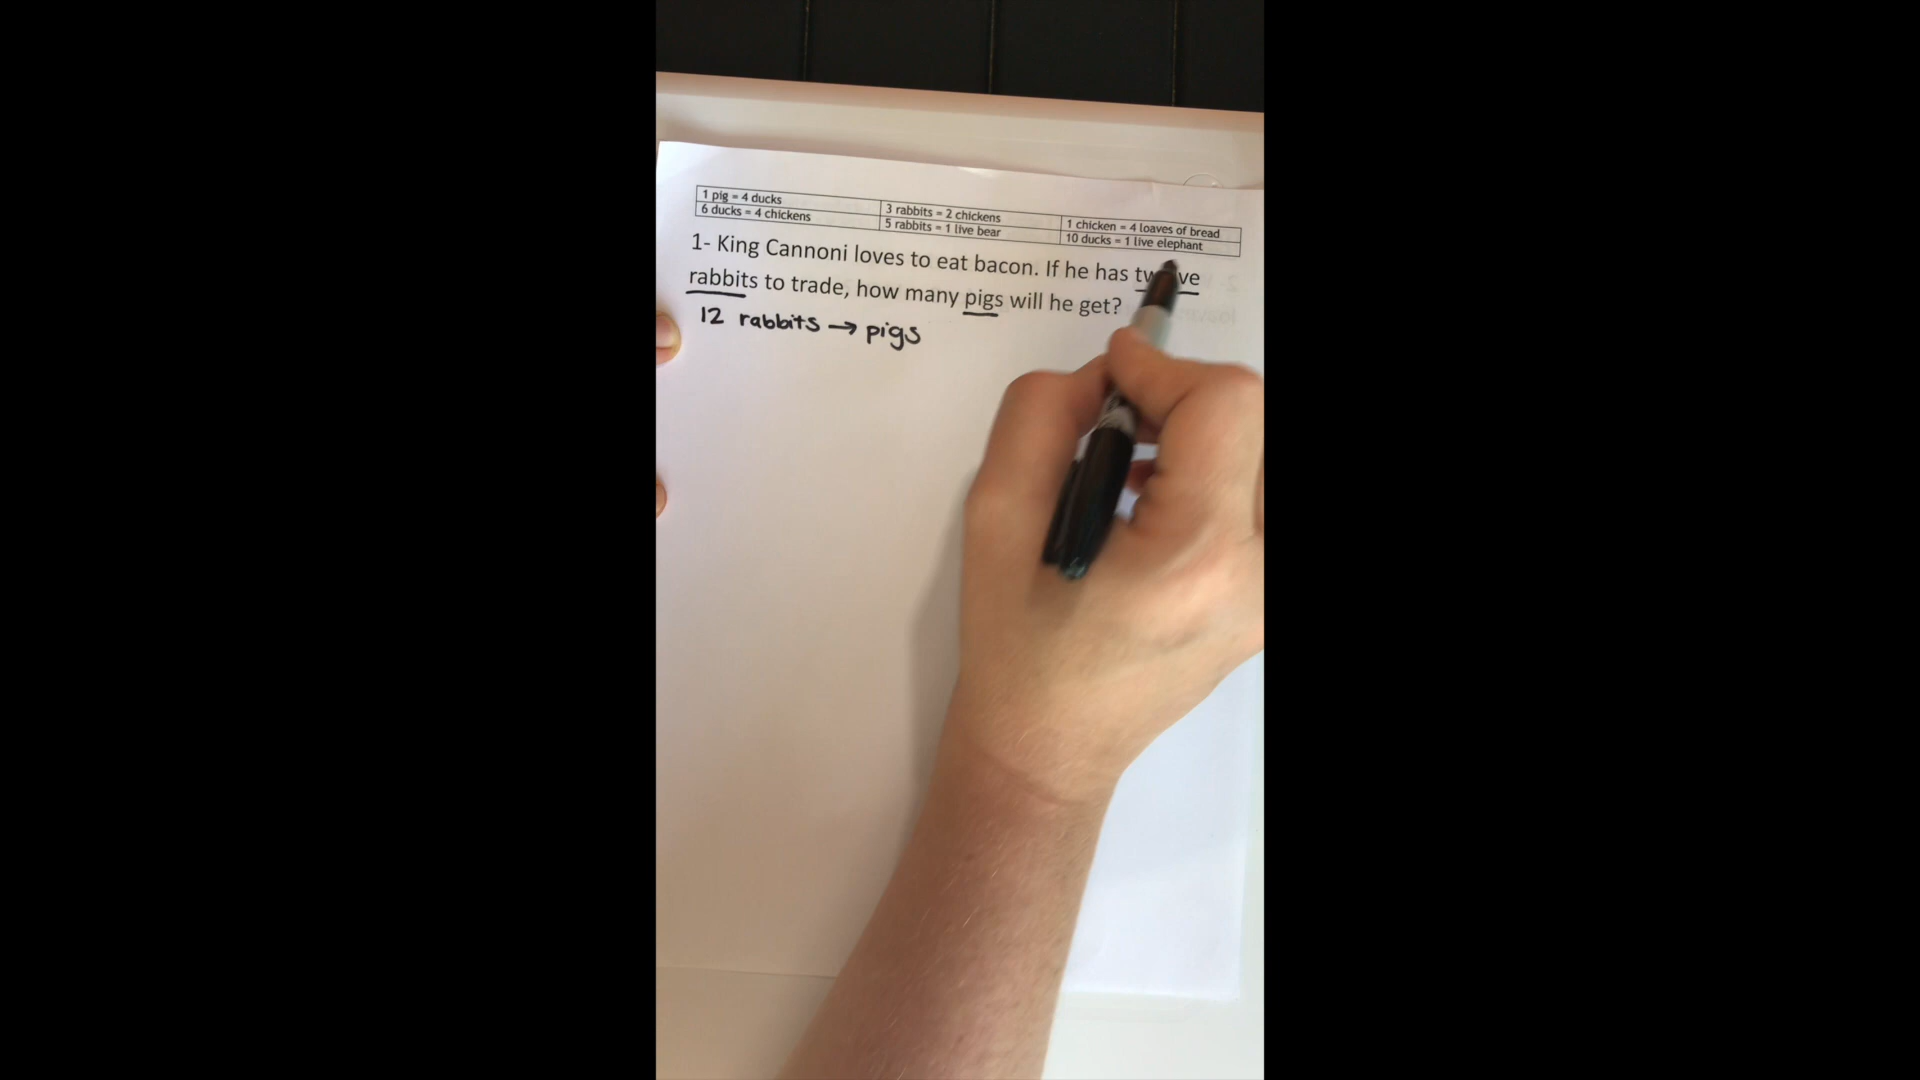 1 pig = 4 ducks
3 rabbits = 2 chickens
1 chicken = 4 loaves of bread
6 ducks = 4 chickens
5 rabbits = 1 live bear
10 ducks = 1 live elephant
1- King Cannoni loves to eat bacon. If he has twelve
rabbits to trade, how many pigs will he get?
12 rabbits → pigs